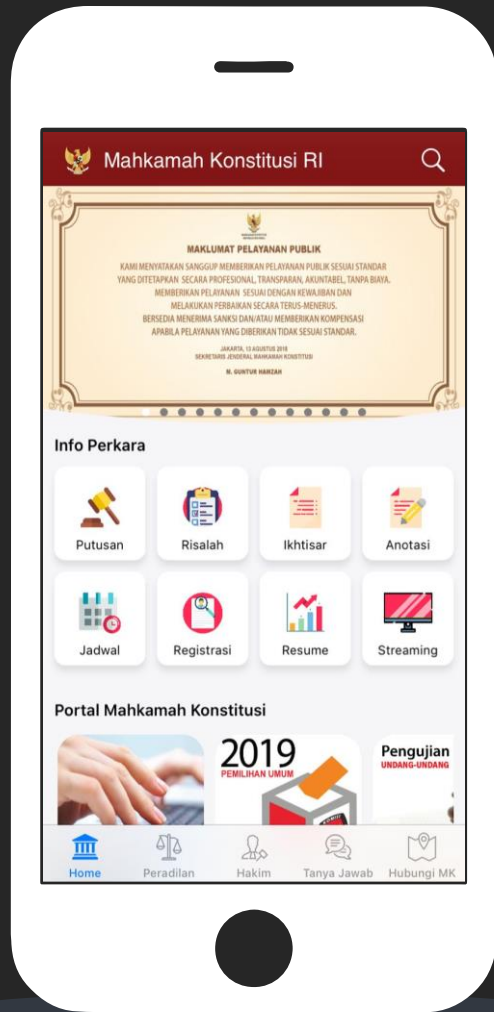 Mahkamah Konstitusi RI
MAKLUMAT PELAYANAN PUBLIK
KAMI MENYATAKAN SANGGUP MEMBERIKAN PELAYANAN PUBLIK SESUAI STANDAR
YANG DITETAPKAN SECARA PROFESIONAL, TRANSPARAN, AKUNTABEL, TANPA BIAYA.
MEMBERIKAN PELAYANAN SESUAI DENGAN KEWAJIBAN DAN
MELAKUKAN PERBAIKAN SECARA TERUS-MENERUS.
BERSEDIA MENERIMA SANKSI DAN/ATAU MEMBERIKAN KOMPENSASI
APABILA PELAYANAN YANG DIBERIKAN TIDAK SESUAI STANDAR.
JAKARTA, 13 AGUSTUS 2018
SEKRETARIS JENDERAL MAHKAMAH KONSTITUSI
M. GUNTUR HAMZAH
Info Perkara
Putusan Risalah Ikhtisar Anotasi
Jadwal Registrasi Resume Streaming
Portal Mahkamah Konstitusi
2019
PEMILIHAN UMUM
Pengujian
UNDANG-UNDANG
Home Peradilan Hakim Tanya Jawab Hubungi MK